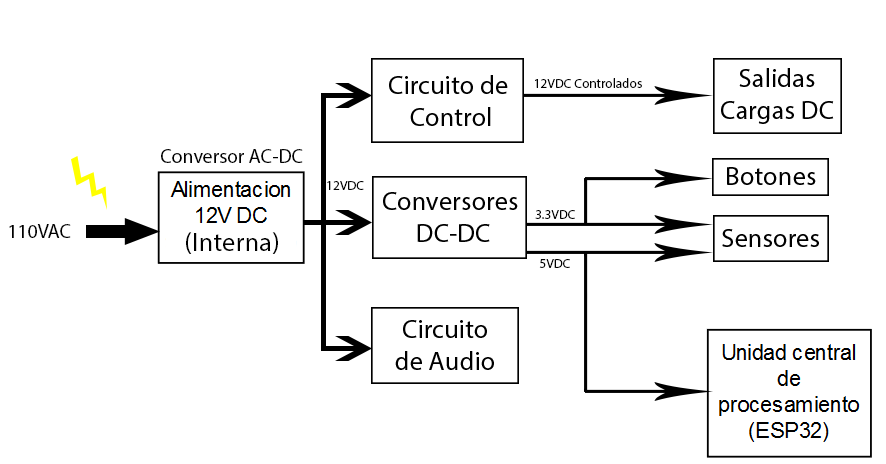 110VAC
Conversor AC-DC
Alimentacion
12V DC
(Interna)
12VDC
Circuito de
Control
12VDC Controlados
Salidas
Cargas DC
Conversores
DC-DC
3.3VDC
5VDC
Botones
Sensores
Circuito
de Audio
Unidad central
de
procesamiento
(ESP32)